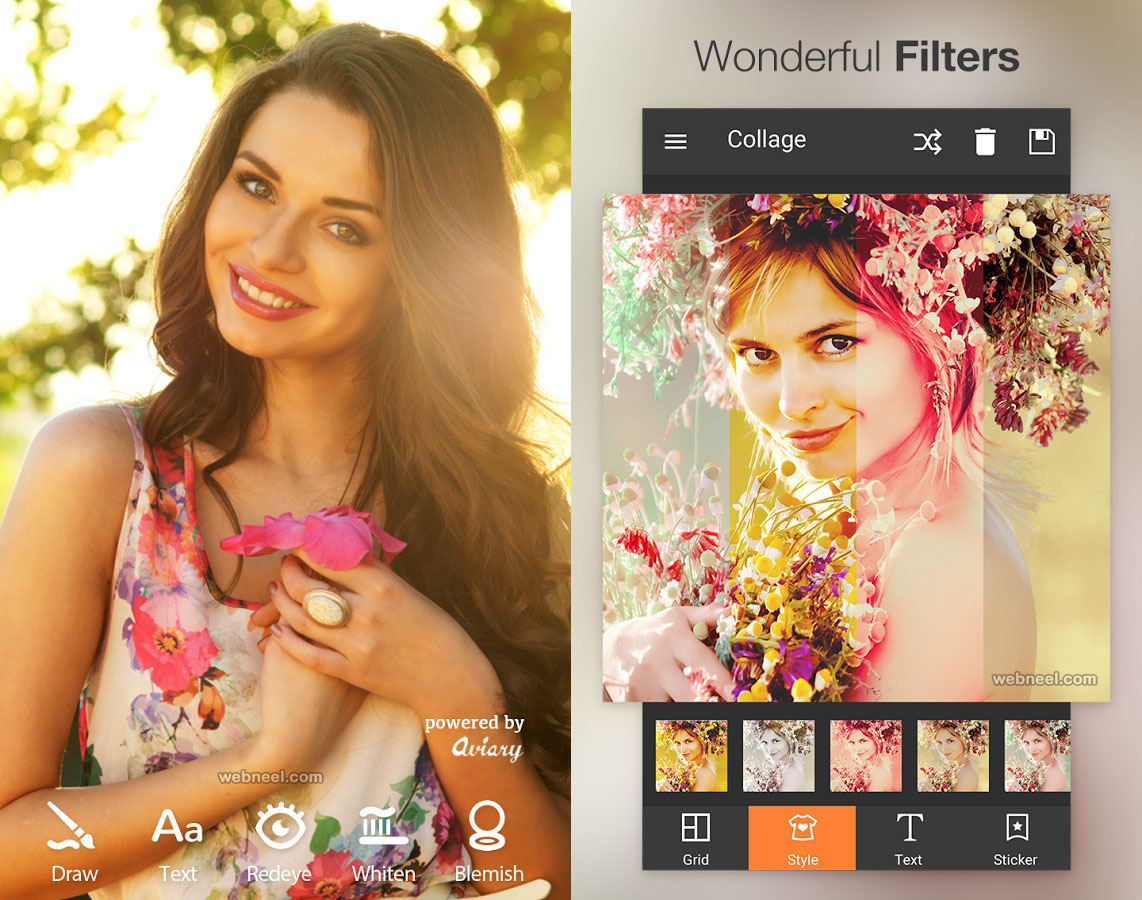 powered by
Aviary
webneel.com
Draw
Text
Redeye
Whiten
Blemish
Wonderful Filters
Collage
webneel.com
Grid
Style
Text
Sticker